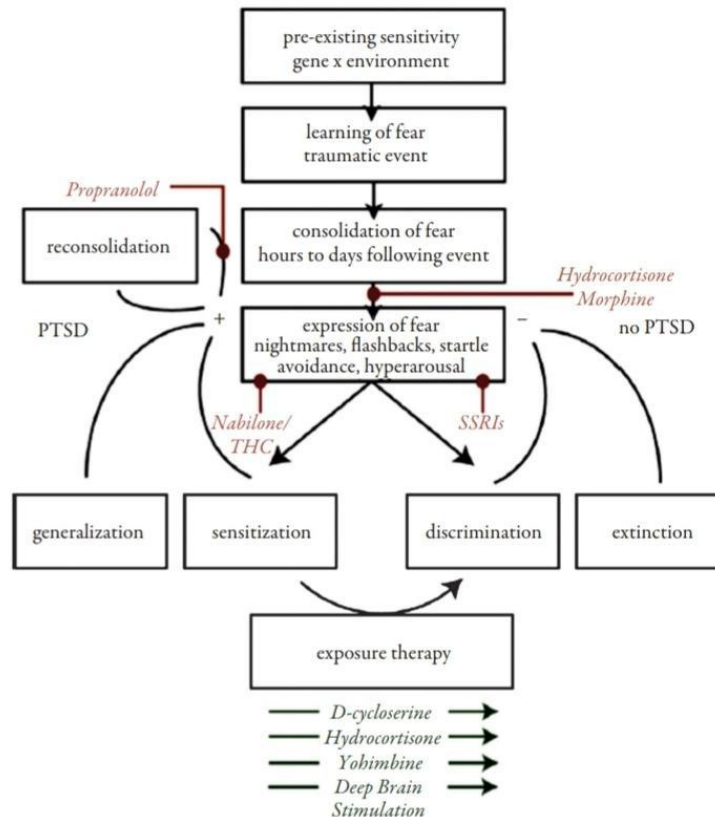 pre-existing sensitivity
gene x environment
learning of fear
traumatic event
Propranolol
reconsolidation
consolidation of fear
hours to days following event
Hydrocortisone
Morphine
PTSD
+
expression of fear
nightmares, flashbacks, startle
avoidance, hyperarousal
–
no PTSD
Nabilone/
THC
SSRIs
generalization
sensitization
discrimination
extinction
exposure therapy
D-cycloserine
Hydrocortisone
Yohimbine
Deep Brain
Stimulation